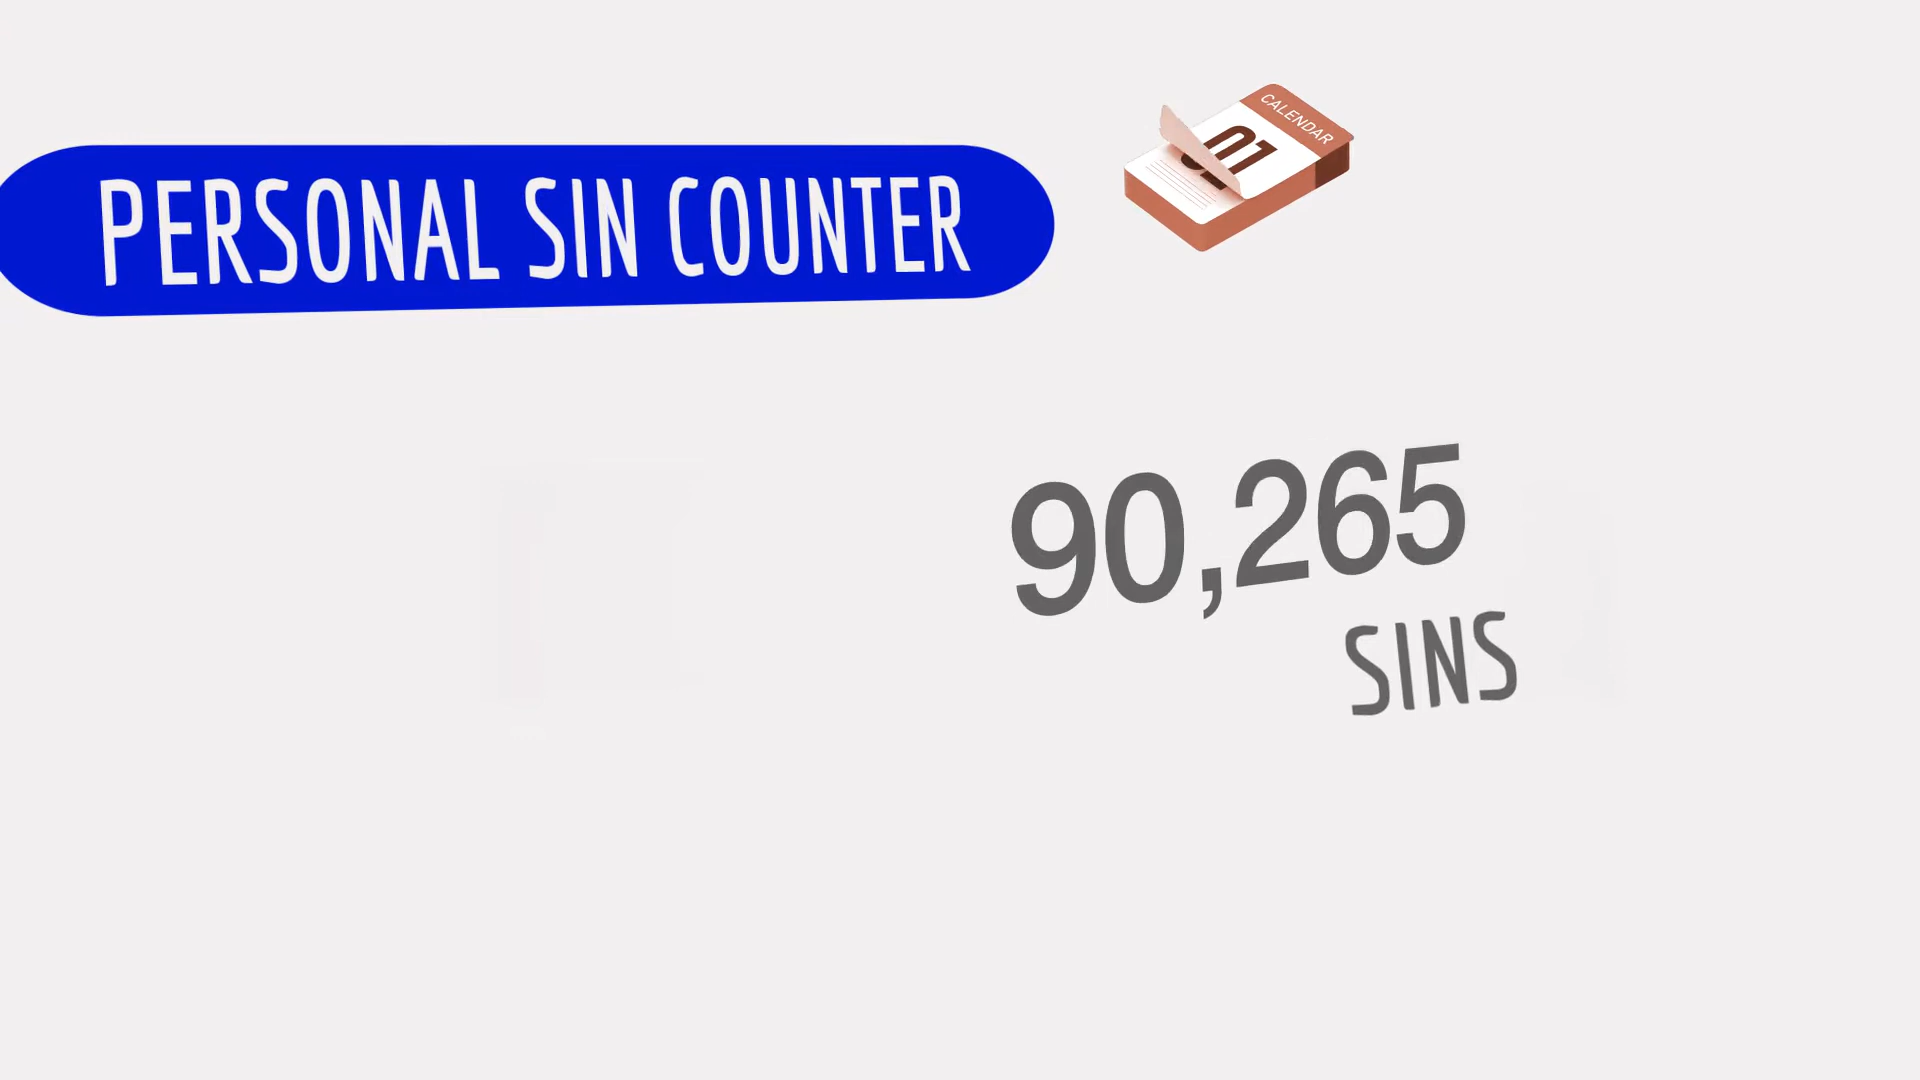 CALENDAR
01
PERSONAL SIN COUNTER
90,265
SINS